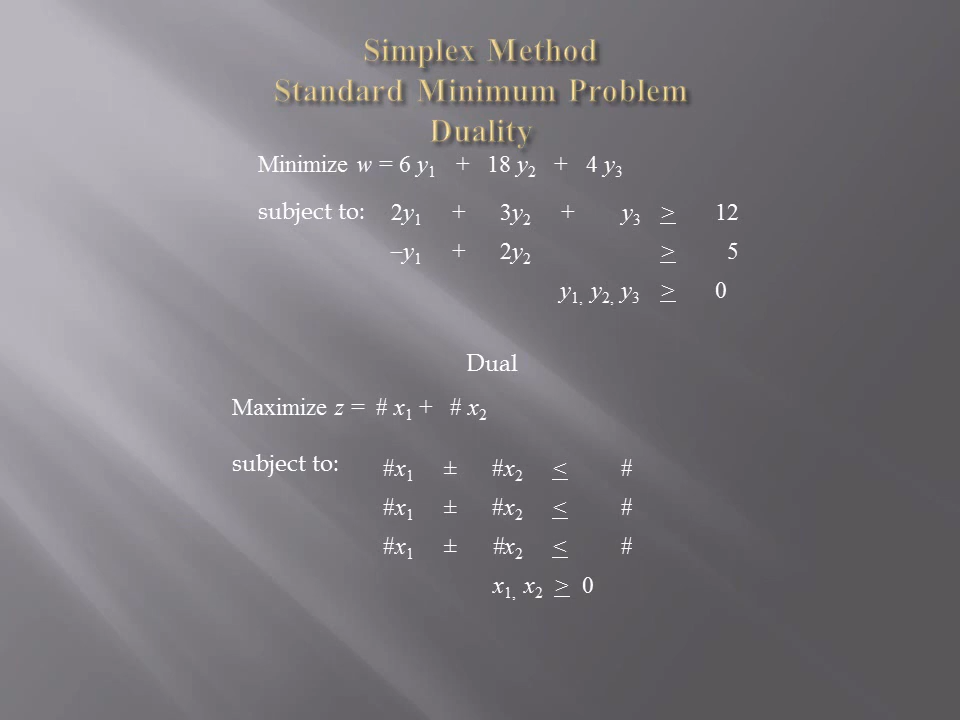 Simplex Method
Standard Minimum Problem
Duality
Minimize w = 6 y₁ + 18 y₂ + 4 y₃
subject to: 2y₁ + 3y₂ + y₃ ≥ 12
–y₁ + 2y₂ ≥ 5
y₁, y₂, y₃ ≥ 0
Dual
Maximize z = # x₁ + # x₂
subject to: #x₁ ± #x₂ ≤ #
#x₁ ± #x₂ ≤ #
#x₁ ± #x₂ ≤ #
x₁, x₂ ≥ 0